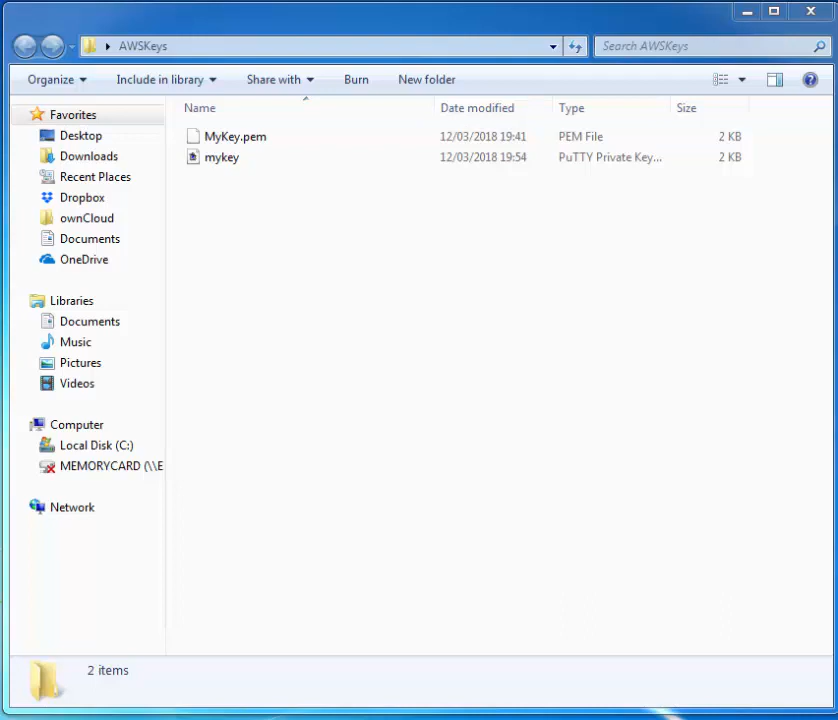 AWSKeys
Search AWSKeys
Organize Include in library Share with Burn New folder
Name Date modified Type Size
MyKey.pem 12/03/2018 19:41 PEM File 2 KB
mykey 12/03/2018 19:54 PuTTY Private Key... 2 KB
Favorites
Desktop
Downloads
Recent Places
Dropbox
ownCloud
Documents
OneDrive
Libraries
Documents
Music
Pictures
Videos
Computer
Local Disk (C:)
MEMORYCARD (\\E
Network
2 items